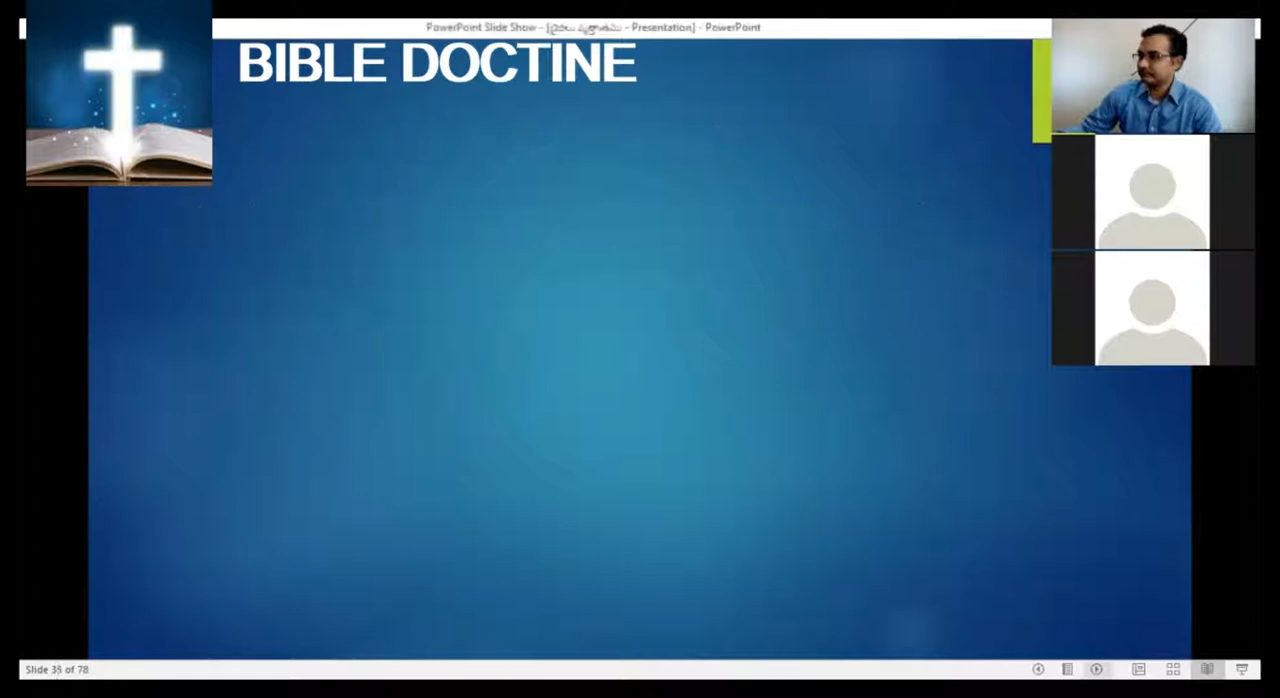 PowerPoint Slide Show - [ - Presentation] - PowerPoint
BIBLE DOCTINE
Slide 35 of 78